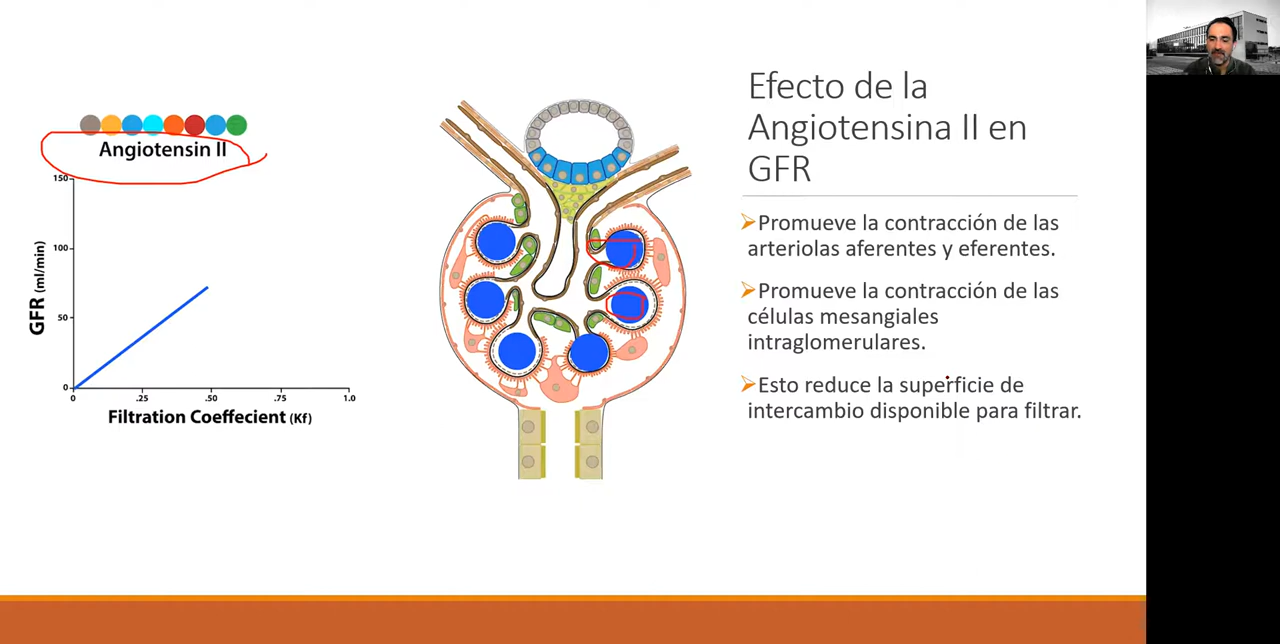 Angiotensin II
150
100
50
0
GFR (ml/min)
0 .25 .50 .75 1.0
Filtration Coeffecient (Kf)
Efecto de la
Angiotensina II en
GFR
➢Promueve la contracción de las
arteriolas aferentes y eferentes.
➢Promueve la contracción de las
células mesangiales
intraglomerulares.
➢Esto reduce la superficie de
intercambio disponible para filtrar.